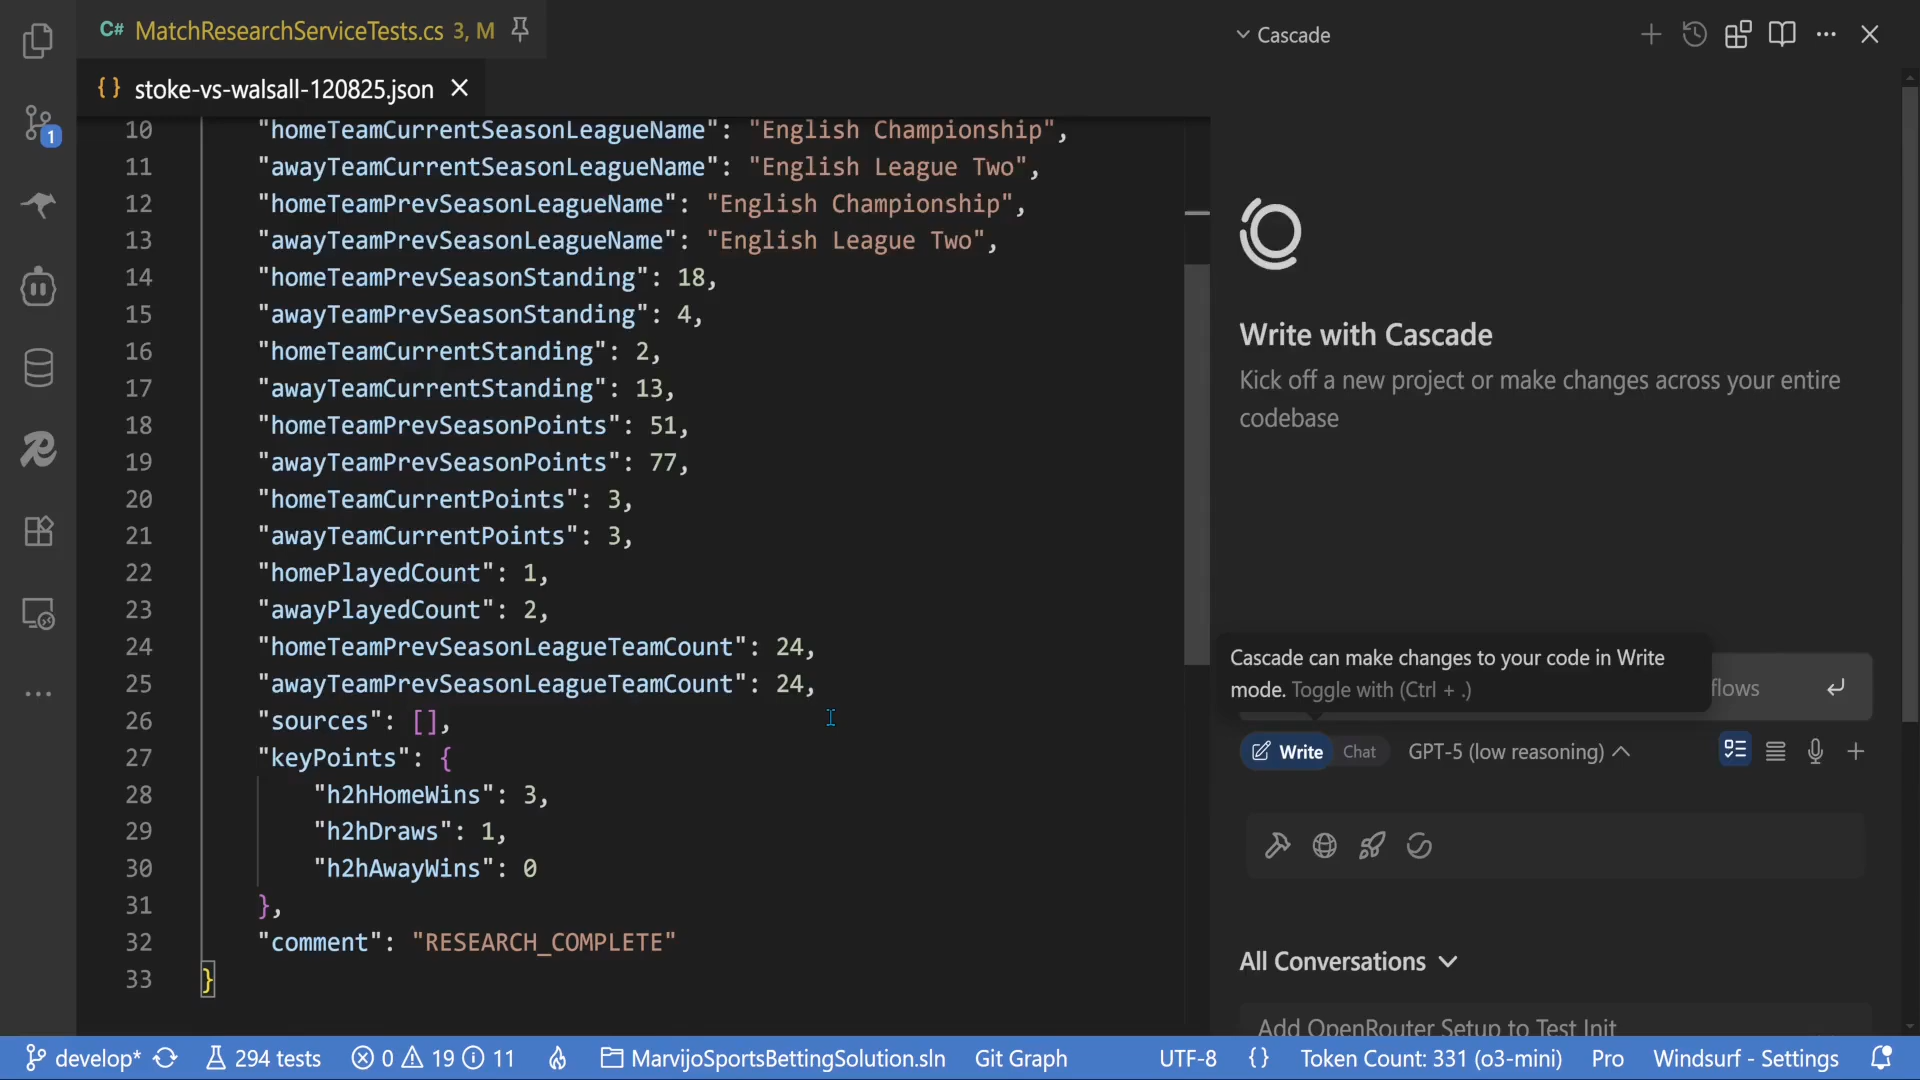 C# MatchResearchServiceTests.cs 3, M
{} stoke-vs-walsall-120825.json
10 "homeTeamCurrentSeasonLeagueName": "English Championship",
11 "awayTeamCurrentSeasonLeagueName": "English League Two",
12 "homeTeamPrevSeasonLeagueName": "English Championship",
13 "awayTeamPrevSeasonLeagueName": "English League Two",
14 "homeTeamPrevSeasonStanding": 18,
15 "awayTeamPrevSeasonStanding": 4,
16 "homeTeamCurrentStanding": 2,
17 "awayTeamCurrentStanding": 13,
18 "homeTeamPrevSeasonPoints": 51,
19 "awayTeamPrevSeasonPoints": 77,
20 "homeTeamCurrentPoints": 3,
21 "awayTeamCurrentPoints": 3,
22 "homePlayedCount": 1,
23 "awayPlayedCount": 2,
24 "homeTeamPrevSeasonLeagueTeamCount": 24,
25 "awayTeamPrevSeasonLeagueTeamCount": 24,
26 "sources": [],
27 "keyPoints": {
28 "h2hHomeWins": 3,
29 "h2hDraws": 1,
30 "h2hAwayWins": 0
31 },
32 "comment": "RESEARCH_COMPLETE"
33 }
1
Cascade
Write with Cascade
Kick off a new project or make changes across your entire
codebase
Cascade can make changes to your code in Write
mode. Toggle with (Ctrl + .)
flows
Write Chat GPT-5 (low reasoning)
All Conversations
Add OpenRouter Setup to Test Init
develop* 294 tests 0 19 11 MarvijoSportsBettingSolution.sln Git Graph UTF-8 {} Token Count: 331 (o3-mini) Pro Windsurf - Settings